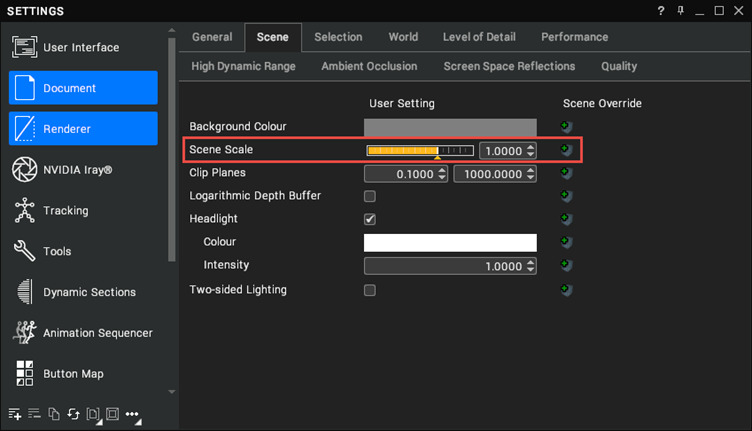 SETTINGS
?
User Interface
Document
Renderer
NVIDIA Iray®
Tracking
Tools
Dynamic Sections
Animation Sequencer
Button Map
General Scene Selection World Level of Detail Performance
High Dynamic Range Ambient Occlusion Screen Space Reflections Quality
User Setting Scene Override
Background Colour
Scene Scale 1.0000
Clip Planes 0.1000 1000.0000
Logarithmic Depth Buffer
Headlight
Colour
Intensity 1.0000
Two-sided Lighting